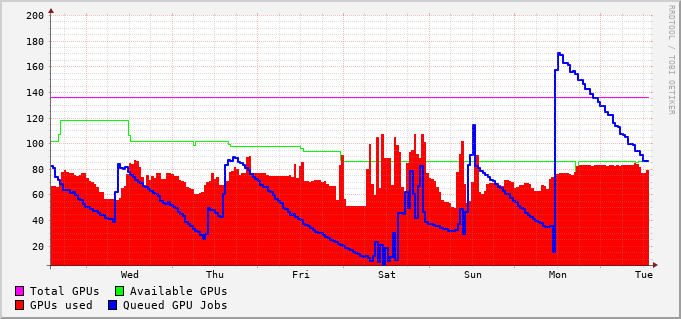 200
180
160
140
120
100
80
60
40
20
Wed Thu Fri Sat Sun Mon Tue
Total GPUs Available GPUs
GPUs used Queued GPU Jobs
RRDTOOL / TOBI OETIKER